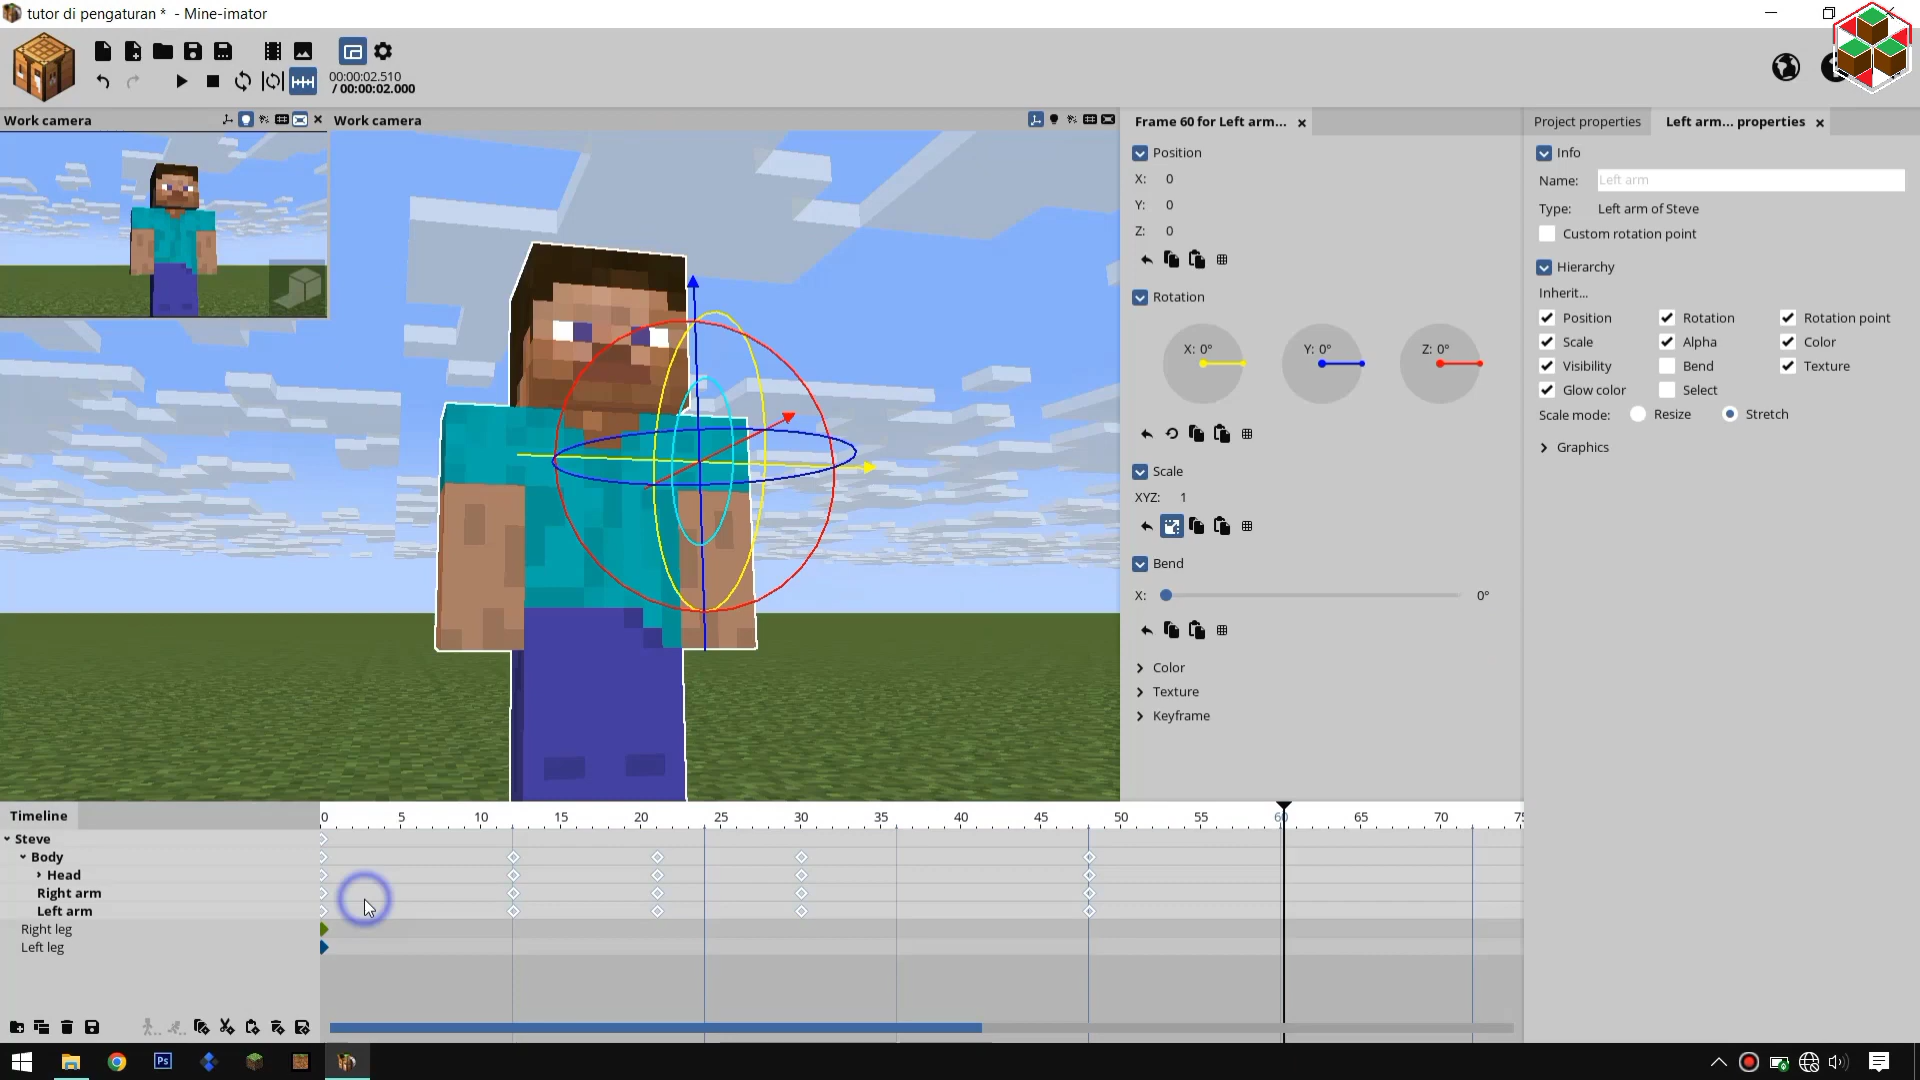 tutor di pengaturan * - Mine-imator
00:00:02.510
/ 00:00:02.000
Work camera
Work camera
Frame 60 for Left arm...
Project properties
Left arm... properties
Position
X: 0
Y: 0
Z: 0
Rotation
X: 0°
Y: 0°
Z: 0°
Scale
XYZ: 1
Bend
X: 0°
Color
Texture
Keyframe
Info
Name: Left arm
Type: Left arm of Steve
Custom rotation point
Hierarchy
Inherit...
Position Rotation Rotation point
Scale Alpha Color
Visibility Bend Texture
Glow color Select
Scale mode: Resize Stretch
Graphics
Timeline
0 5 10 15 20 25 30 35 40 45 50 55 60 65 70 75
Steve
Body
Head
Right arm
Left arm
Right leg
Left leg
Ps